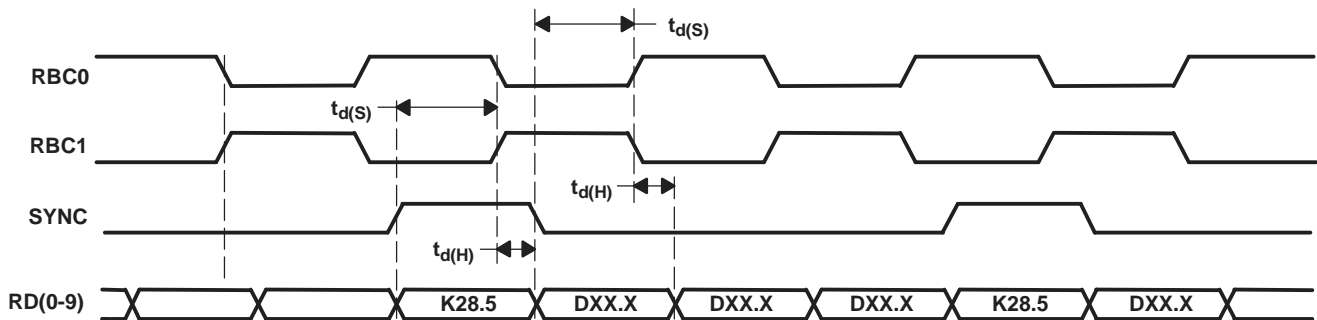 t_d(S)
RBC0
t_d(S)
RBC1
t_d(H)
SYNC
t_d(H)
RD(0-9) K28.5 DXX.X DXX.X DXX.X K28.5 DXX.X